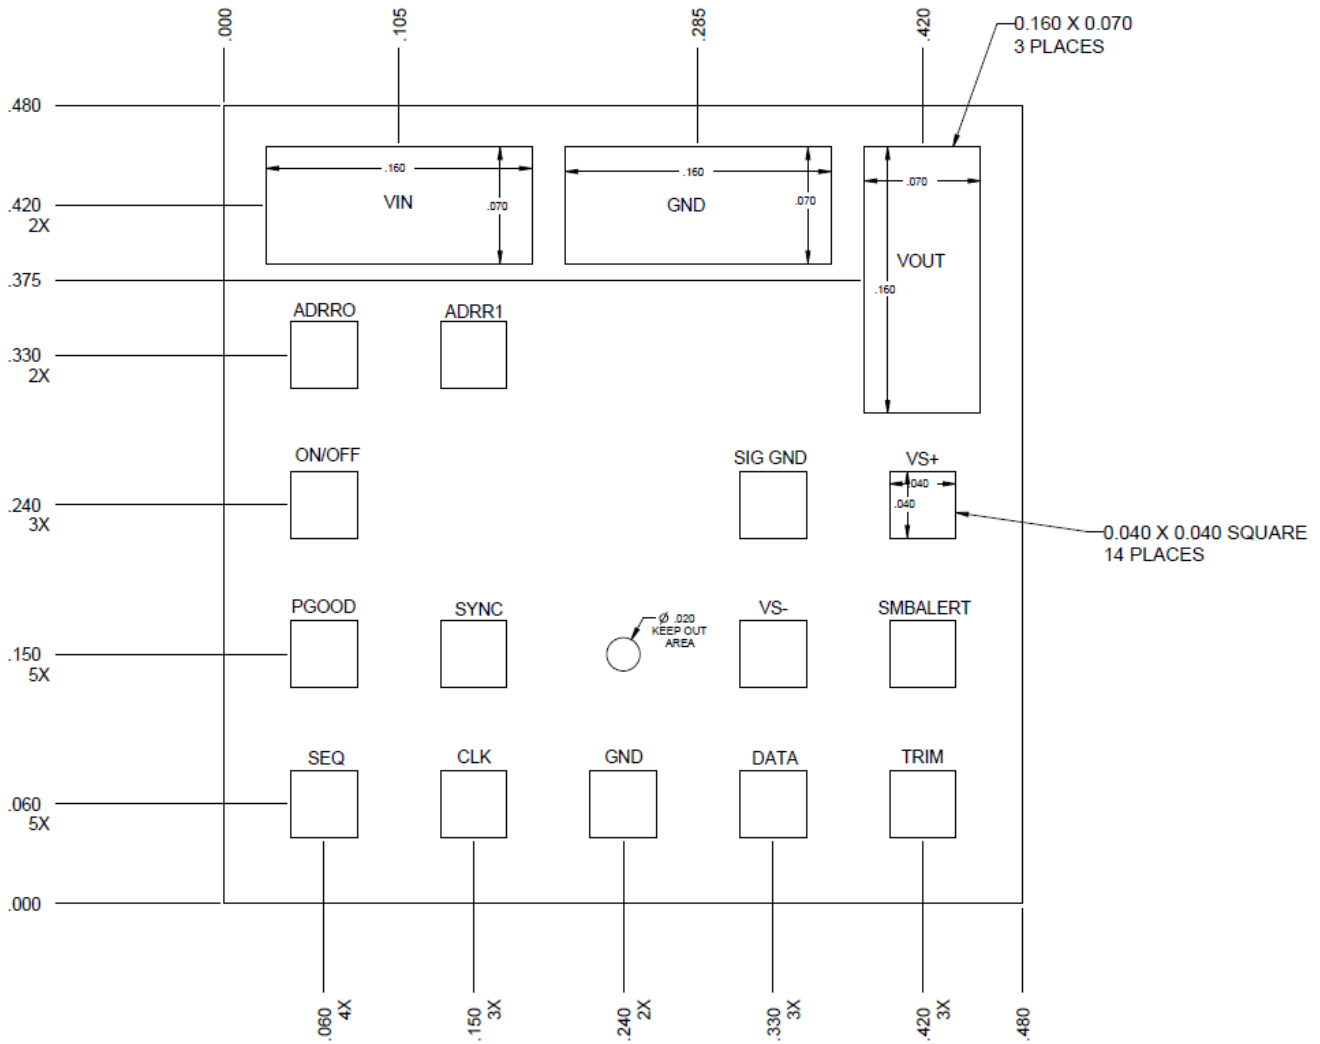 .000
.105
.285
.420
0.160 X 0.070
3 PLACES
.480
.160
.160
.070
VIN
.070
GND
.070
.420
2X
VOUT
.375
.160
ADRRO
ADRR1
.330
2X
ON/OFF
SIG GND
VS+
.040
.040
.240
3X
0.040 X 0.040 SQUARE
14 PLACES
PGOOD
SYNC
Ø .020
KEEP OUT
AREA
VS-
SMBALERT
.150
5X
SEQ
CLK
GND
DATA
TRIM
.060
5X
.000
.060 4X
.150 3X
.240 2X
.330 3X
.420 3X
.480